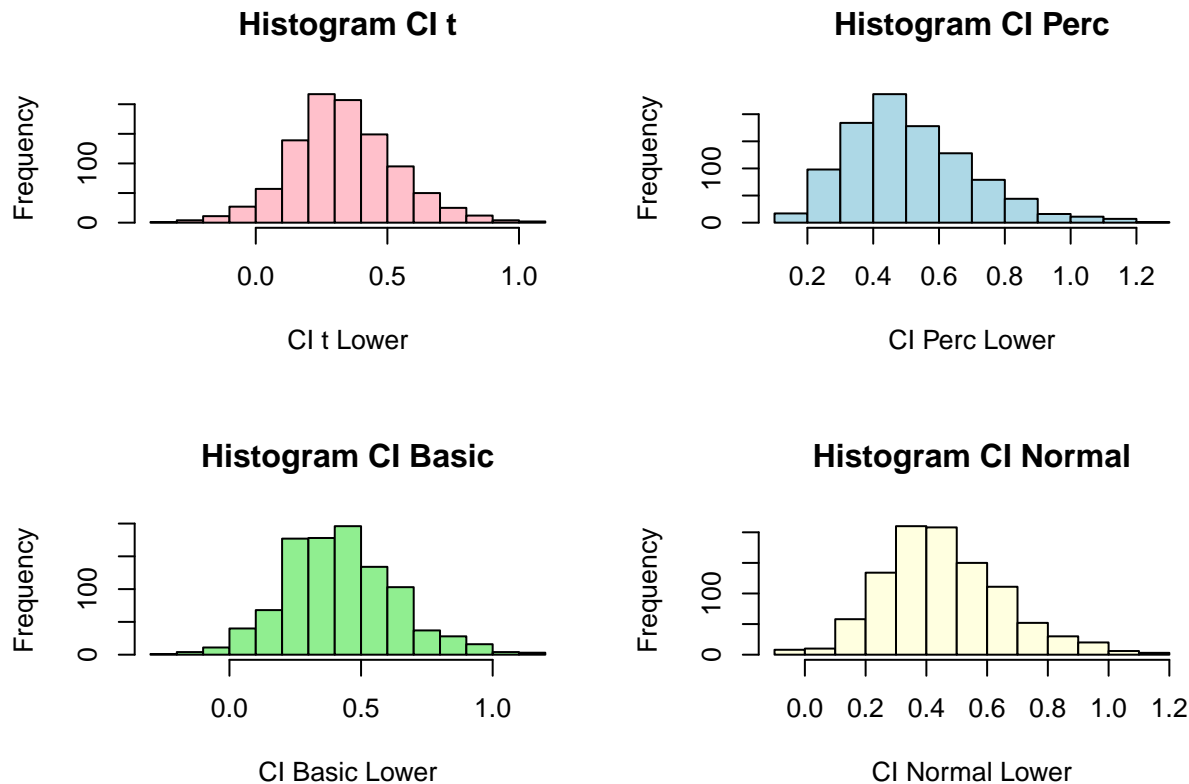 Histogram CI t
Frequency
0 100
0.0 0.5 1.0
CI t Lower
Histogram CI Perc
Frequency
0 100
0.2 0.4 0.6 0.8 1.0 1.2
CI Perc Lower
Histogram CI Basic
Frequency
0 100
0.0 0.5 1.0
CI Basic Lower
Histogram CI Normal
Frequency
0 100
0.0 0.2 0.4 0.6 0.8 1.0 1.2
CI Normal Lower